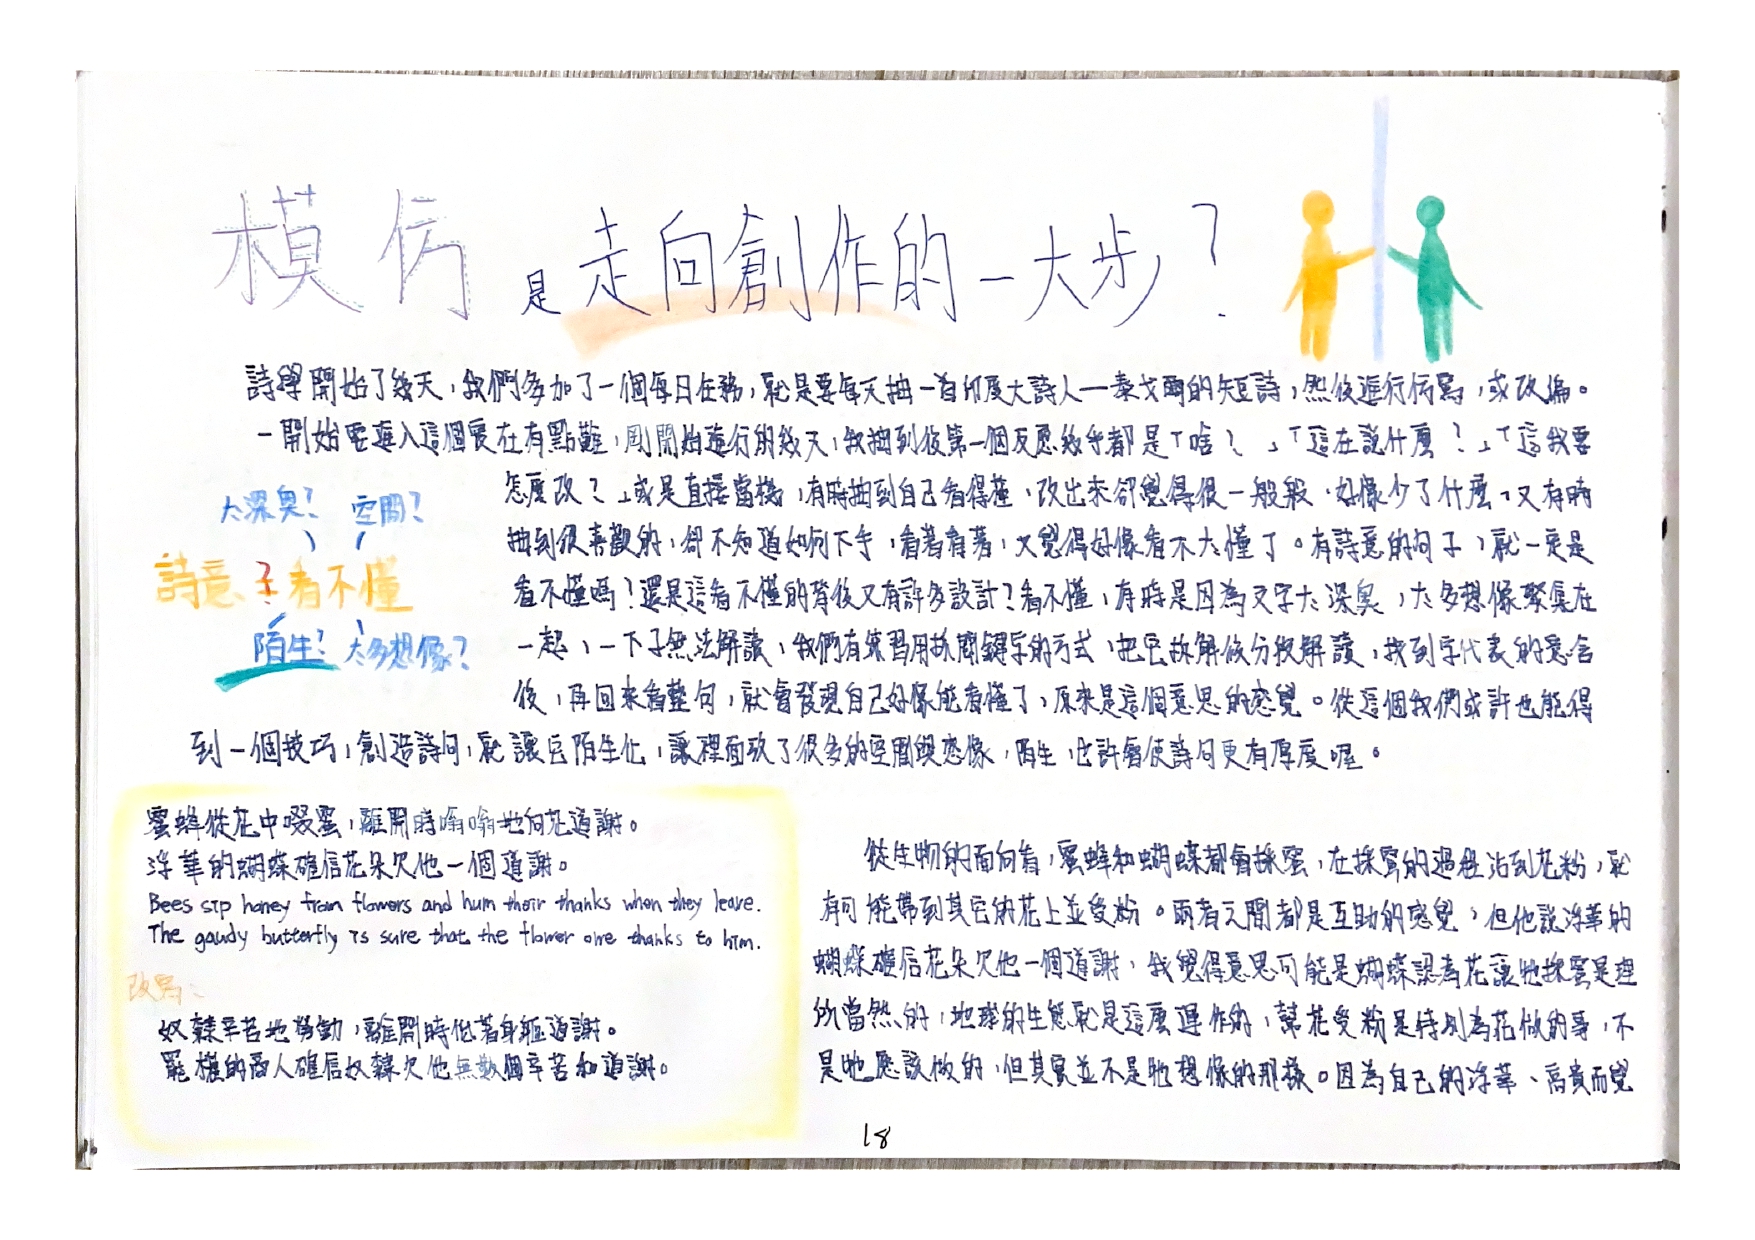 模仿是走向創作的一大步？
詩學開始了幾天，我們多加了一個每日任務，就是要每天抽一首印度大詩人—泰戈爾的短詩，然後進行仿寫，或改編。
一開始要進入這個實在有點難，剛開始進行的幾天，我抽到後第一個反應幾乎都是「啥？」「這在說什麼？」「這我要
怎麼改？」或是直接當機，有時抽到自己看得懂，改出來卻覺得很一般般，好像少了什麼。又有時
抽到很喜歡的，卻不知道如何下手，看著看著，又覺得好像看不太懂了。有詩意的句子，就一定是
看不懂嗎？還是這看不懂的背後又有許多設計？看不懂，有時是因為文字太深奧，太多想像聚集在
一起，一下子無法解讀，我們有練習用抓關鍵字的方式，把它拆解做分段解讀，找到字代表的意含
後，再回來看整句，就會發現自己好像能看懂了，原來是這個意思的感覺。從這個我們或許也能得
到一個技巧，創造詩句，就讓它陌生化，讓裡面放了很多的空間與想像，陌生，也許會使詩句更有厚度喔。
太深奧？ 空間？
詩意、？看不懂
陌生？ 太多想像？
蜜蜂從花中啜蜜，離開時嗡嗡地向花道謝。
浮華的蝴蝶確信花朵欠他一個道謝。
Bees sip honey from flowers and hum their thanks when they leave.
The gaudy butterfly is sure that the flower owe thanks to him.
改寫、
奴隸辛苦地勞動，離開時低著身軀道謝。
罷權的商人確信奴隸欠他無數個辛苦和道謝。
從生物的面向看，蜜蜂和蝴蝶都會採蜜，在採蜜的過程沾到花粉，就
有可能帶到其它的花上並受粉。兩者之間都是互助的感覺，但他說浮華的
蝴蝶確信花朵欠他一個道謝，我覺得意思可能是蝴蝶認為花讓牠採蜜是理
所當然的，地球的生態就是這麼運作的，幫花受粉是特別為花做的事，不
是牠應該做的，但其實並不是牠想像的那樣。因為自己的浮華、高貴而覺
18